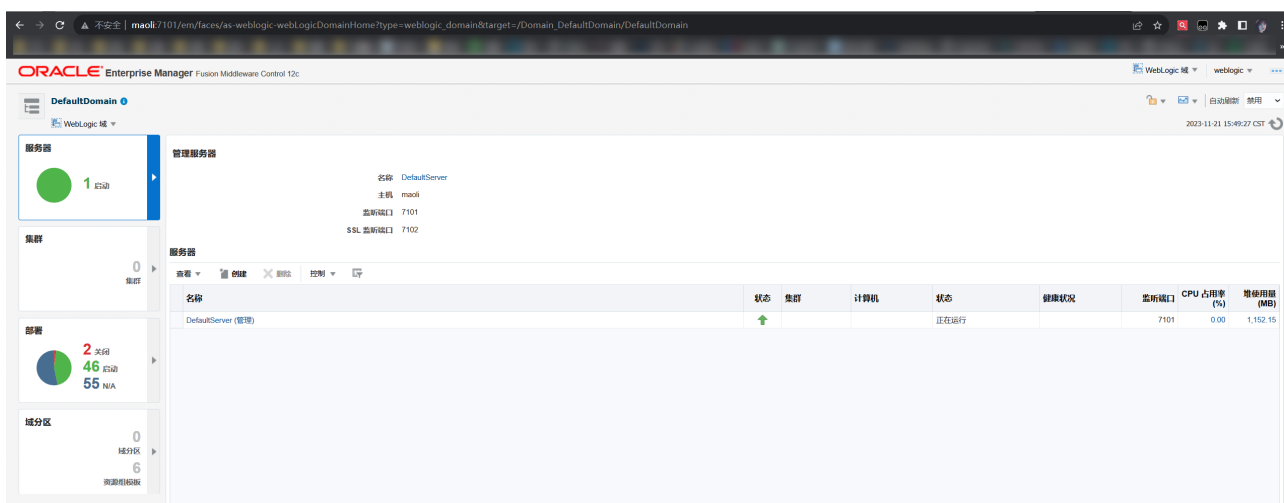 不安全 | maoli:7101/em/faces/as-weblogic-webLogicDomainHome?type=weblogic_domain&target=/Domain_DefaultDomain/DefaultDomain
ORACLE Enterprise Manager Fusion Middleware Control 12c
WebLogic 域
weblogic
DefaultDomain
自动刷新 禁用
WebLogic 域
2023-11-21 15:49:27 CST
服务器
1 启动
集群
0
集群
部署
2 关闭
46 启动
55 N/A
域分区
0
域分区
6
资源组模板
管理服务器
名称 DefaultServer
主机 maoli
监听端口 7101
SSL 监听端口 7102
服务器
查看 创建 删除 控制
名称 状态 集群 计算机 状态 健康状况 监听端口 CPU 占用率 (%) 堆使用量 (MB)
DefaultServer (管理) 正在运行 7101 0.00 1,152.15